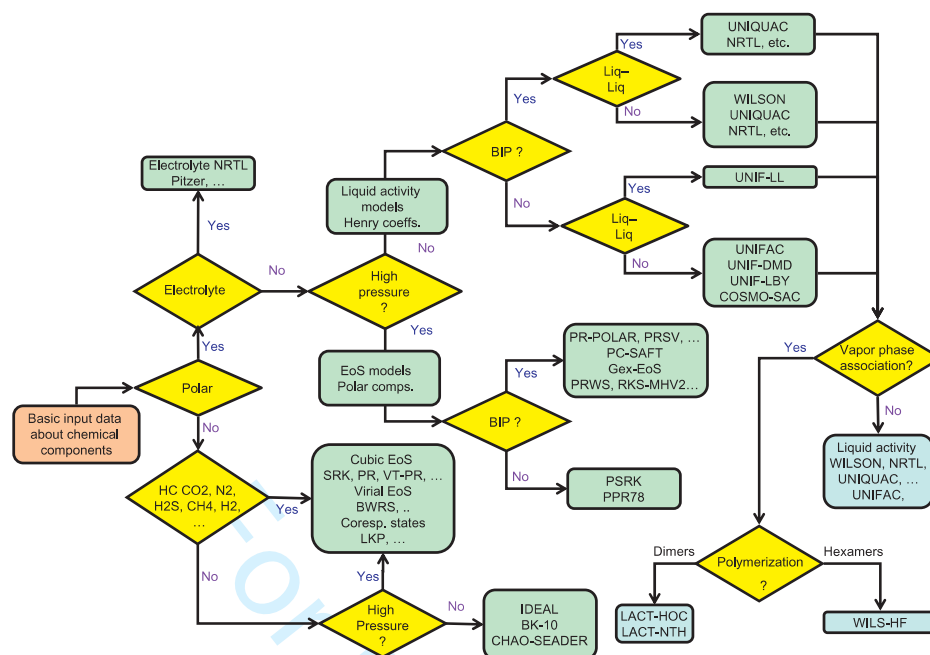 UNIQUAC
NRTL, etc.
Yes
Liq–
Liq
No
WILSON
UNIQUAC
NRTL, etc.
Yes
BIP ?
No
Yes
UNIF-LL
Liq–
Liq
No
UNIFAC
UNIF-DMD
UNIF-LBY
COSMO-SAC
Electrolyte NRTL
Pitzer, …
Yes
Liquid activity
models
Henry coeffs.
No
Electrolyte
No
High
pressure
?
Yes
Yes
EoS models
Polar comps.
Polar
Basic input data
about chemical
components
No
PR-POLAR, PRSV, …
PC-SAFT
Gex-EoS
PRWS, RKS-MHV2…
Yes
BIP ?
No
PSRK
PPR78
Vapor phase
association?
Yes
No
Liquid activity
WILSON, NRTL,
UNIQUAC, …
UNIFAC,
HC CO2, N2,
H2S, CH4, H2,
…
Yes
Cubic EoS
SRK, PR, VT-PR, …
Virial EoS
BWRS, ..
Coresp. states
LKP, …
No
Yes
High
Pressure
?
No
IDEAL
BK-10
CHAO-SEADER
Dimers
Polymerization
?
Hexamers
LACT-HOC
LACT-NTH
WILS-HF